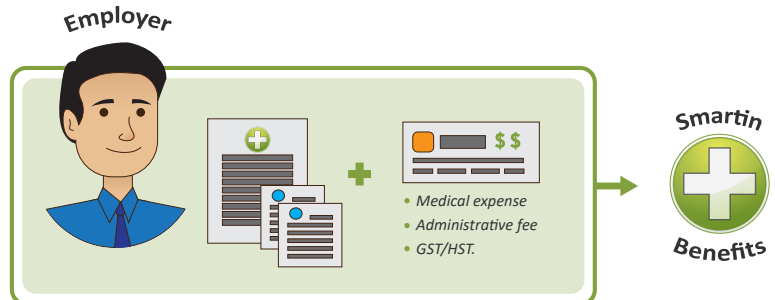 Employer
$ $
• Medical expense
• Administrative fee
• GST/HST.
Smartin
Benefits